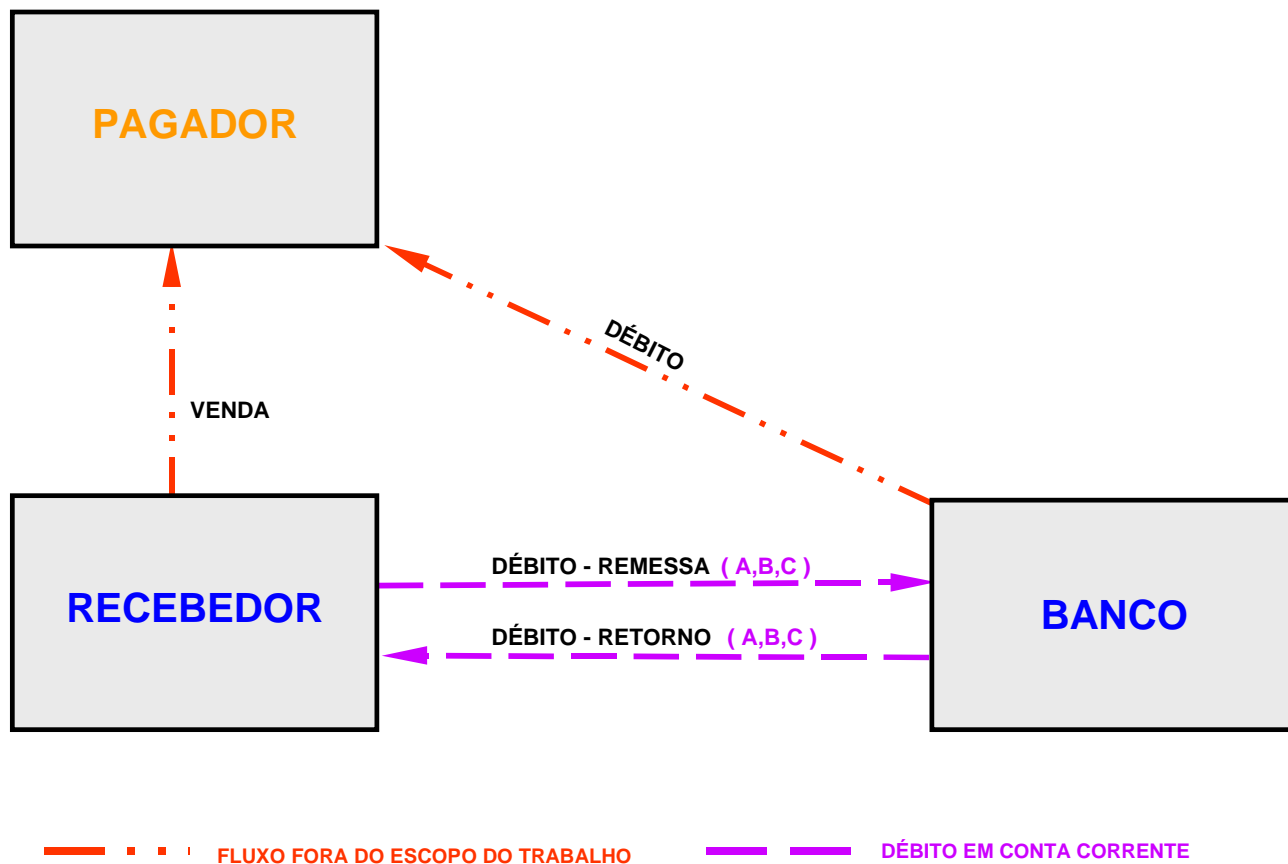 PAGADOR
DÉBITO
VENDA
DÉBITO - REMESSA ( A,B,C )
RECEBEDOR
BANCO
DÉBITO - RETORNO ( A,B,C )
FLUXO FORA DO ESCOPO DO TRABALHO
DÉBITO EM CONTA CORRENTE